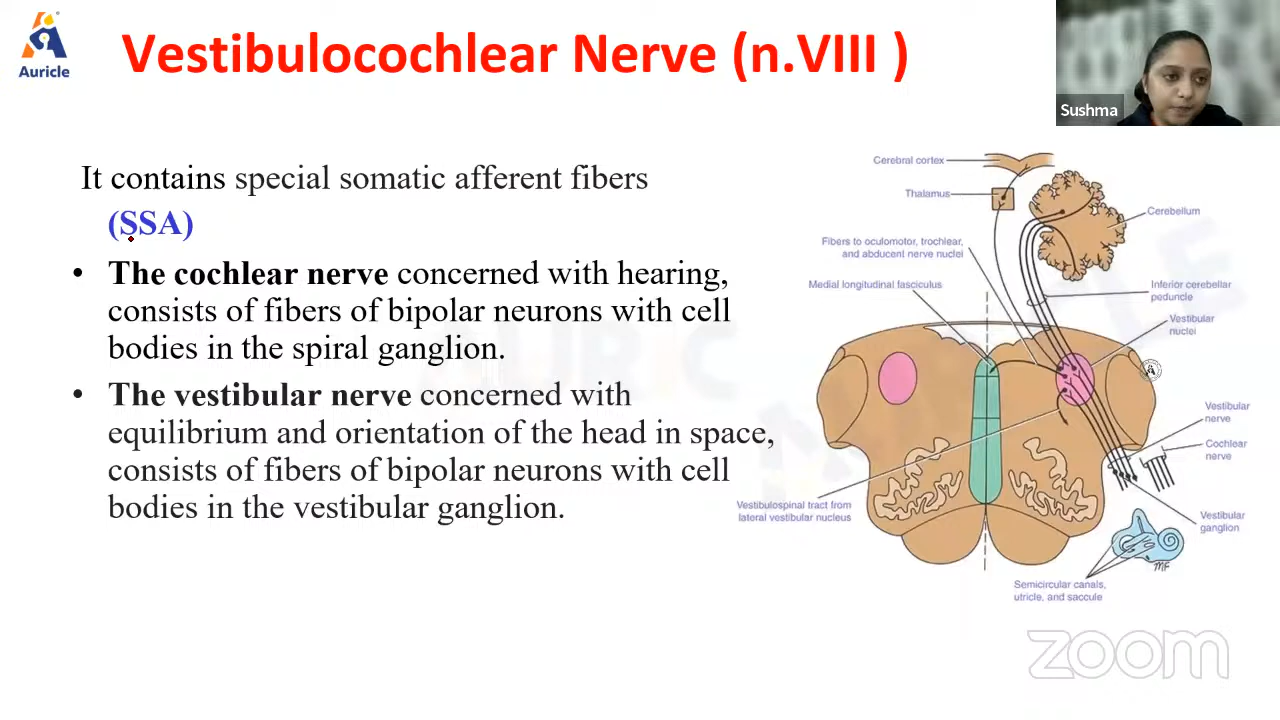 Auricle
Vestibulocochlear Nerve (n.VIII )
Sushma
It contains special somatic afferent fibers
(SSA)
• The cochlear nerve concerned with hearing,
consists of fibers of bipolar neurons with cell
bodies in the spiral ganglion.
• The vestibular nerve concerned with
equilibrium and orientation of the head in space,
consists of fibers of bipolar neurons with cell
bodies in the vestibular ganglion.
Cerebral cortex
Thalamus
Cerebellum
Fibers to oculomotor, trochlear,
and abducent nerve nuclei
Medial longitudinal fasciculus
Inferior cerebellar
peduncle
Vestibular
nuclei
Vestibular
nerve
Cochlear
nerve
Vestibulospinal tract from
lateral vestibular nucleus
Vestibular
ganglion
MF
Semicircular canals,
utricle, and saccule
zoom